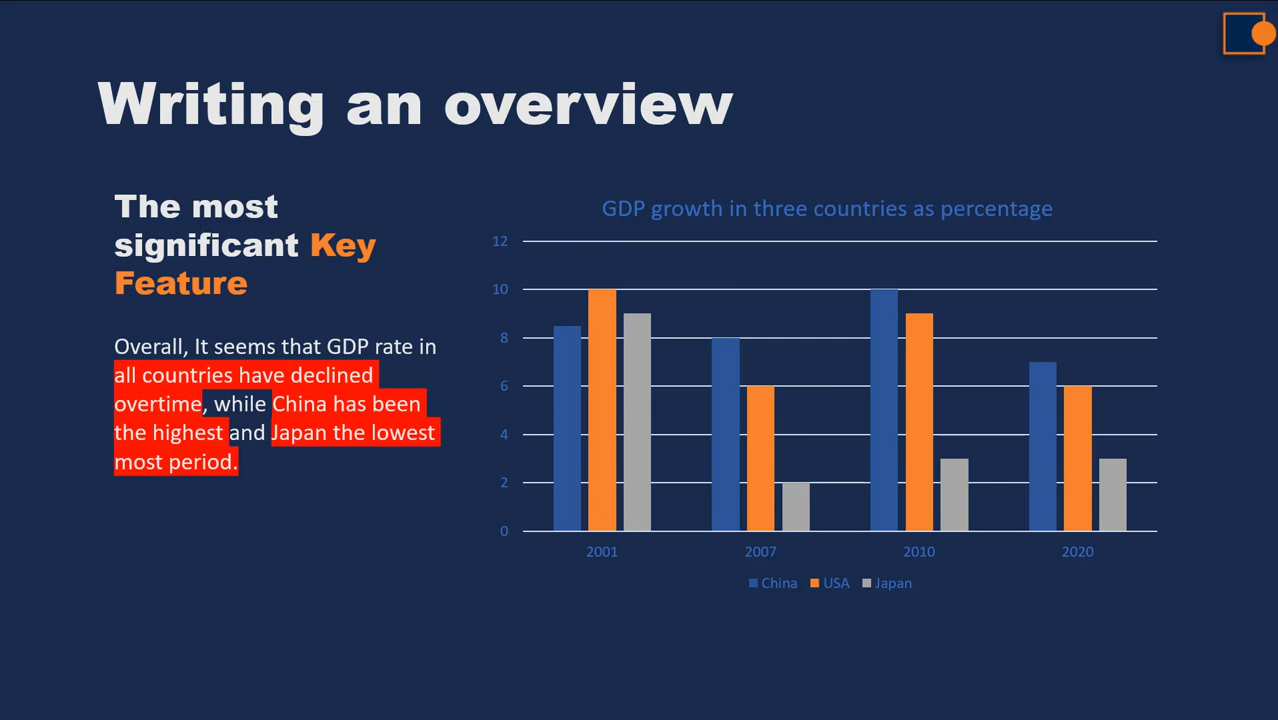 Writing an overview
The most
significant Key
Feature
Overall, It seems that GDP rate in
all countries have declined
overtime, while China has been
the highest and Japan the lowest
most period.
GDP growth in three countries as percentage
12
10
8
6
4
2
0
2001 2007 2010 2020
China USA Japan